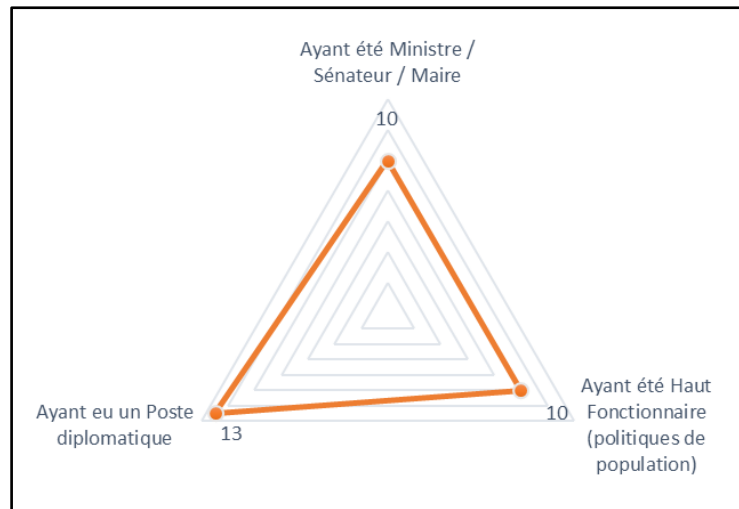 Ayant été Ministre /
Sénateur / Maire
10
Ayant eu un Poste
diplomatique
13
10
Ayant été Haut
Fonctionnaire
(politiques de
population)